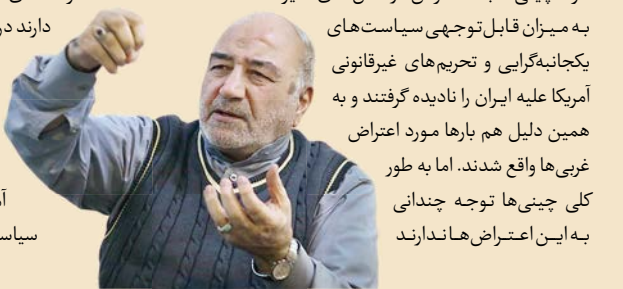 به میزان قابل‌توجهی سیاست‌های
یکجانبه‌گرایی و تحریم‌های غیرقانونی
آمریکا علیه ایران را نادیده گرفتند و به
همین دلیل هم بارها مورد اعتراض
غربی‌ها واقع شدند. اما به طور
کلی چینی‌ها توجه چندانی
به این اعتراض‌ها ندارند
دارند در
سیاس